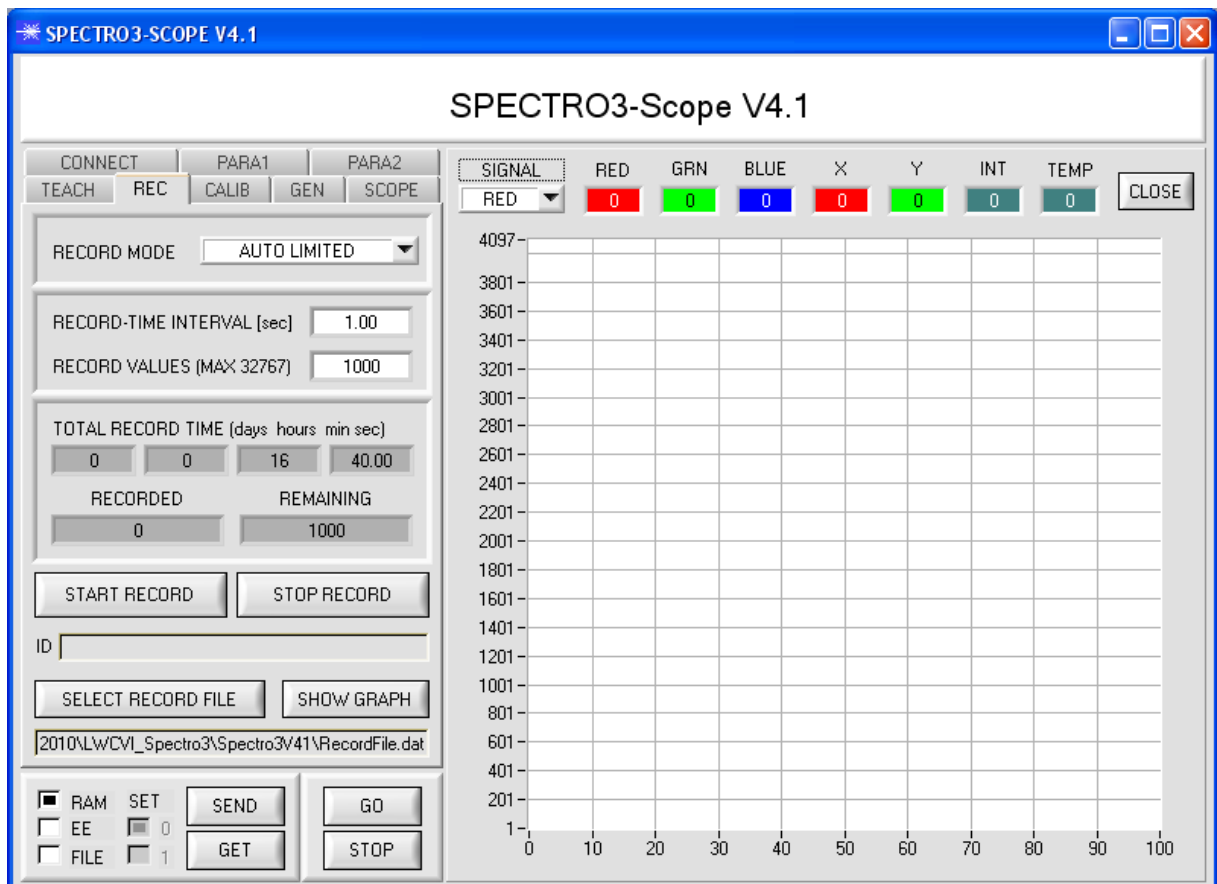 SPECTRO3-SCOPE V4.1
SPECTRO3-Scope V4.1
CONNECT PARA1 PARA2
TEACH REC CALIB GEN SCOPE
RECORD MODE AUTO LIMITED
RECORD-TIME INTERVAL [sec] 1.00
RECORD VALUES (MAX 32767) 1000
TOTAL RECORD TIME (days hours min sec)
0 0 16 40.00
RECORDED REMAINING
0 1000
START RECORD STOP RECORD
ID
SELECT RECORD FILE SHOW GRAPH
2010\LWCVI_Spectro3\Spectro3V41\RecordFile.dat
RAM SET SEND GO
EE 0
FILE 1 GET STOP
SIGNAL RED GRN BLUE X Y INT TEMP CLOSE
RED 0 0 0 0 0 0 0
4097
3801
3601
3401
3201
3001
2801
2601
2401
2201
2001
1801
1601
1401
1201
1001
801
601
401
201
1
0 10 20 30 40 50 60 70 80 90 100